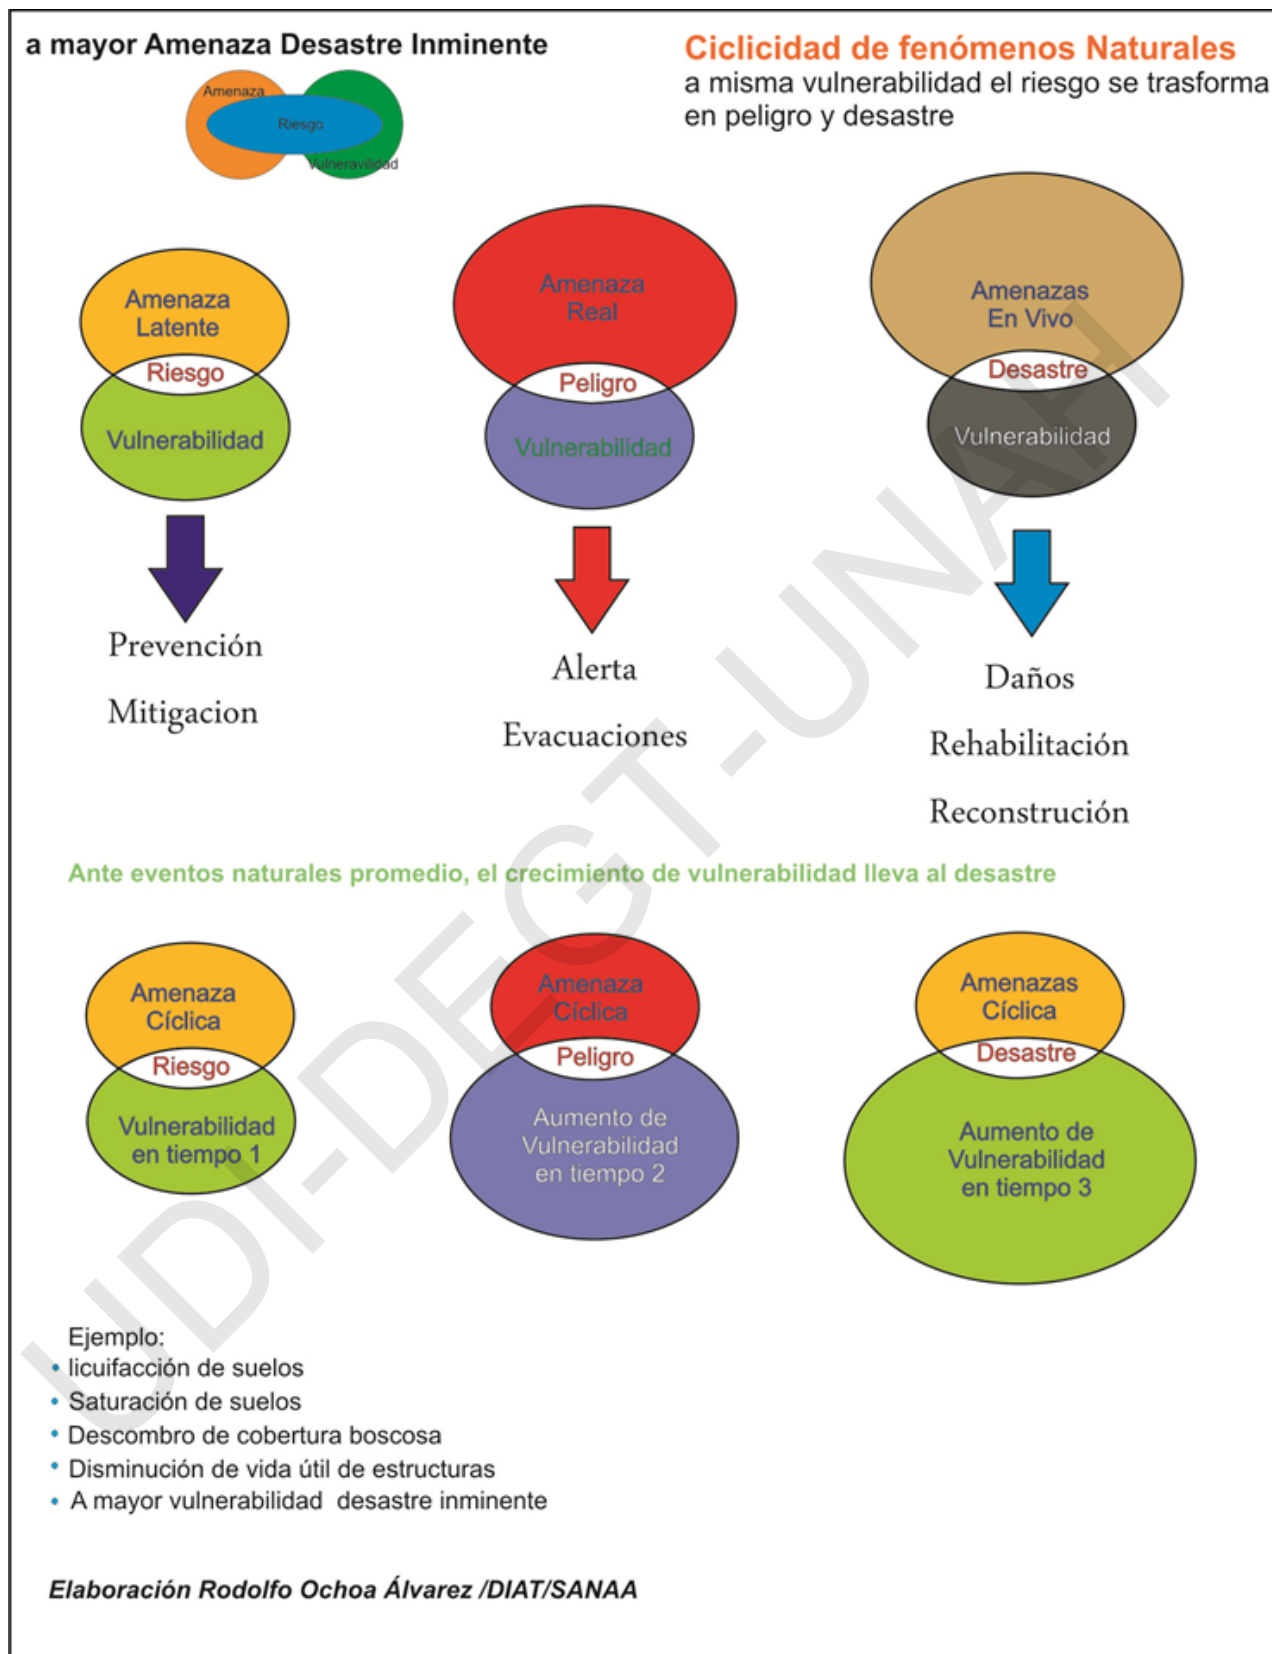 a mayor Amenaza Desastre Inminente
Amenaza
Riesgo
Vulneravilidad
Ciclicidad de fenómenos Naturales
a misma vulnerabilidad el riesgo se trasforma
en peligro y desastre
Amenaza
Latente
Riesgo
Vulnerabilidad
Prevención
Mitigacion
Amenaza
Real
Peligro
Vulnerabilidad
Alerta
Evacuaciones
Amenazas
En Vivo
Desastre
Vulnerabilidad
Daños
Rehabilitación
Reconstrución
Ante eventos naturales promedio, el crecimiento de vulnerabilidad lleva al desastre
Amenaza
Cíclica
Riesgo
Vulnerabilidad
en tiempo 1
Amenaza
Cíclica
Peligro
Aumento de
Vulnerabilidad
en tiempo 2
Amenazas
Cíclica
Desastre
Aumento de
Vulnerabilidad
en tiempo 3
Ejemplo:
• licuifacción de suelos
• Saturación de suelos
• Descombro de cobertura boscosa
• Disminución de vida útil de estructuras
• A mayor vulnerabilidad desastre inminente
Elaboración Rodolfo Ochoa Álvarez /DIAT/SANAA
UDI-DEGT-UNAH